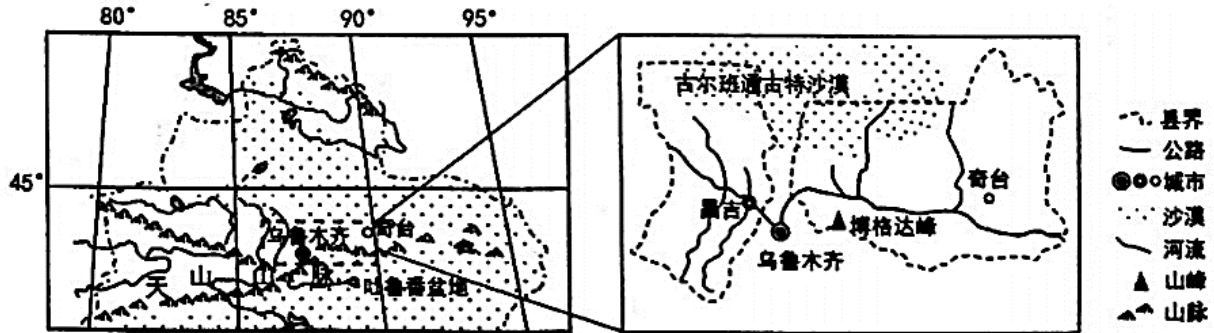 80° 85° 90° 95°
45°
乌鲁木齐
奇台
天山山脉
吐鲁番盆地
古尔班通古特沙漠
昌吉
乌鲁木齐
博格达峰
奇台
县界
公路
城市
沙漠
河流
山峰
山脉